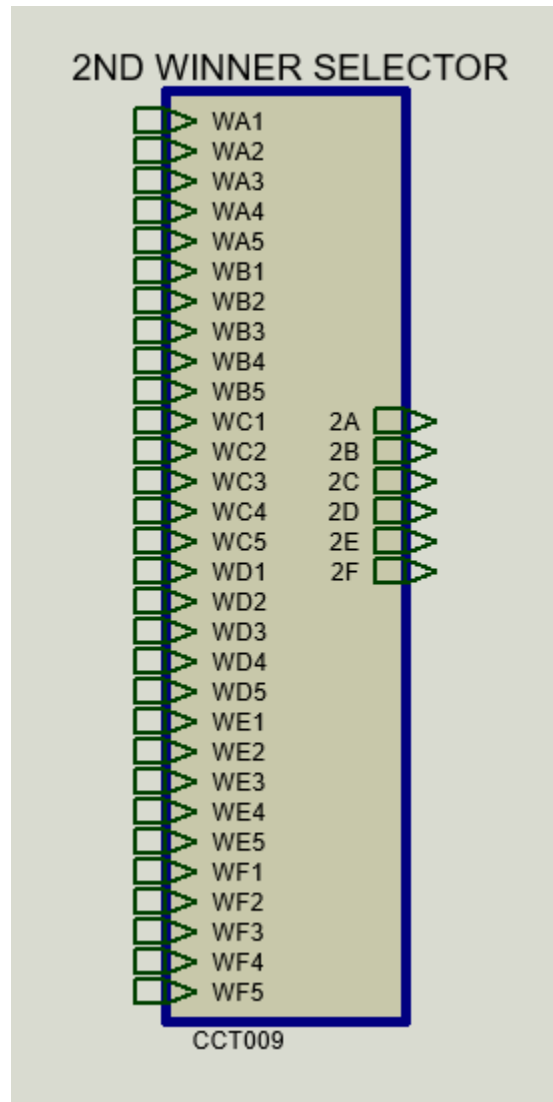 2ND WINNER SELECTOR
WA1
WA2
WA3
WA4
WA5
WB1
WB2
WB3
WB4
WB5
WC1 2A
WC2 2B
WC3 2C
WC4 2D
WC5 2E
WD1 2F
WD2
WD3
WD4
WD5
WE1
WE2
WE3
WE4
WE5
WF1
WF2
WF3
WF4
WF5
CCT009